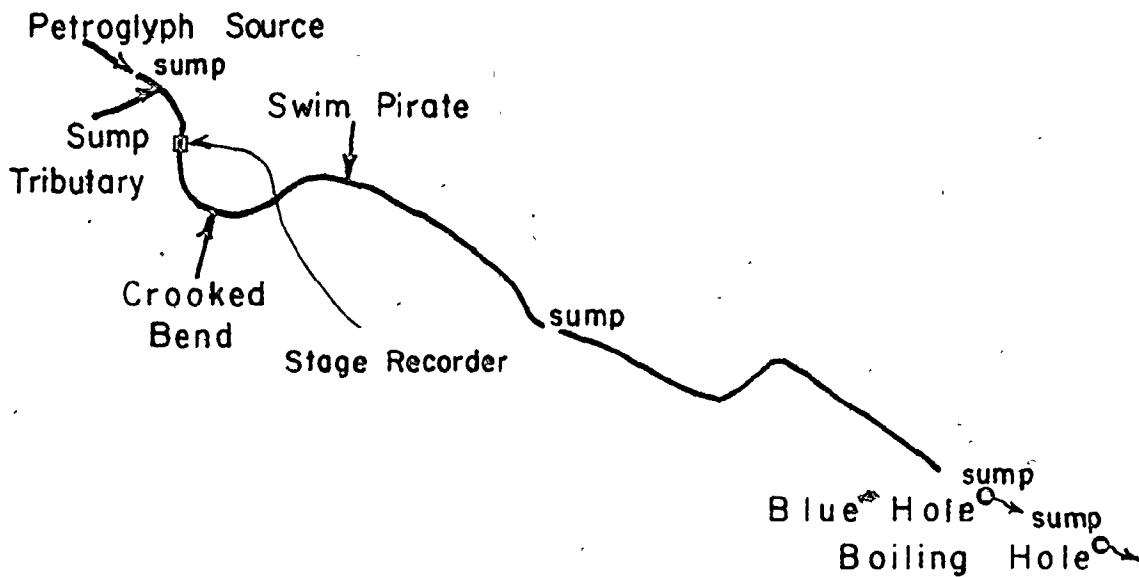 Petroglyph Source
sump
Swim Pirate
Sump
Tributary
Crooked
Bend
sump
Stage Recorder
sump
Blue Hole
sump
Boiling Hole